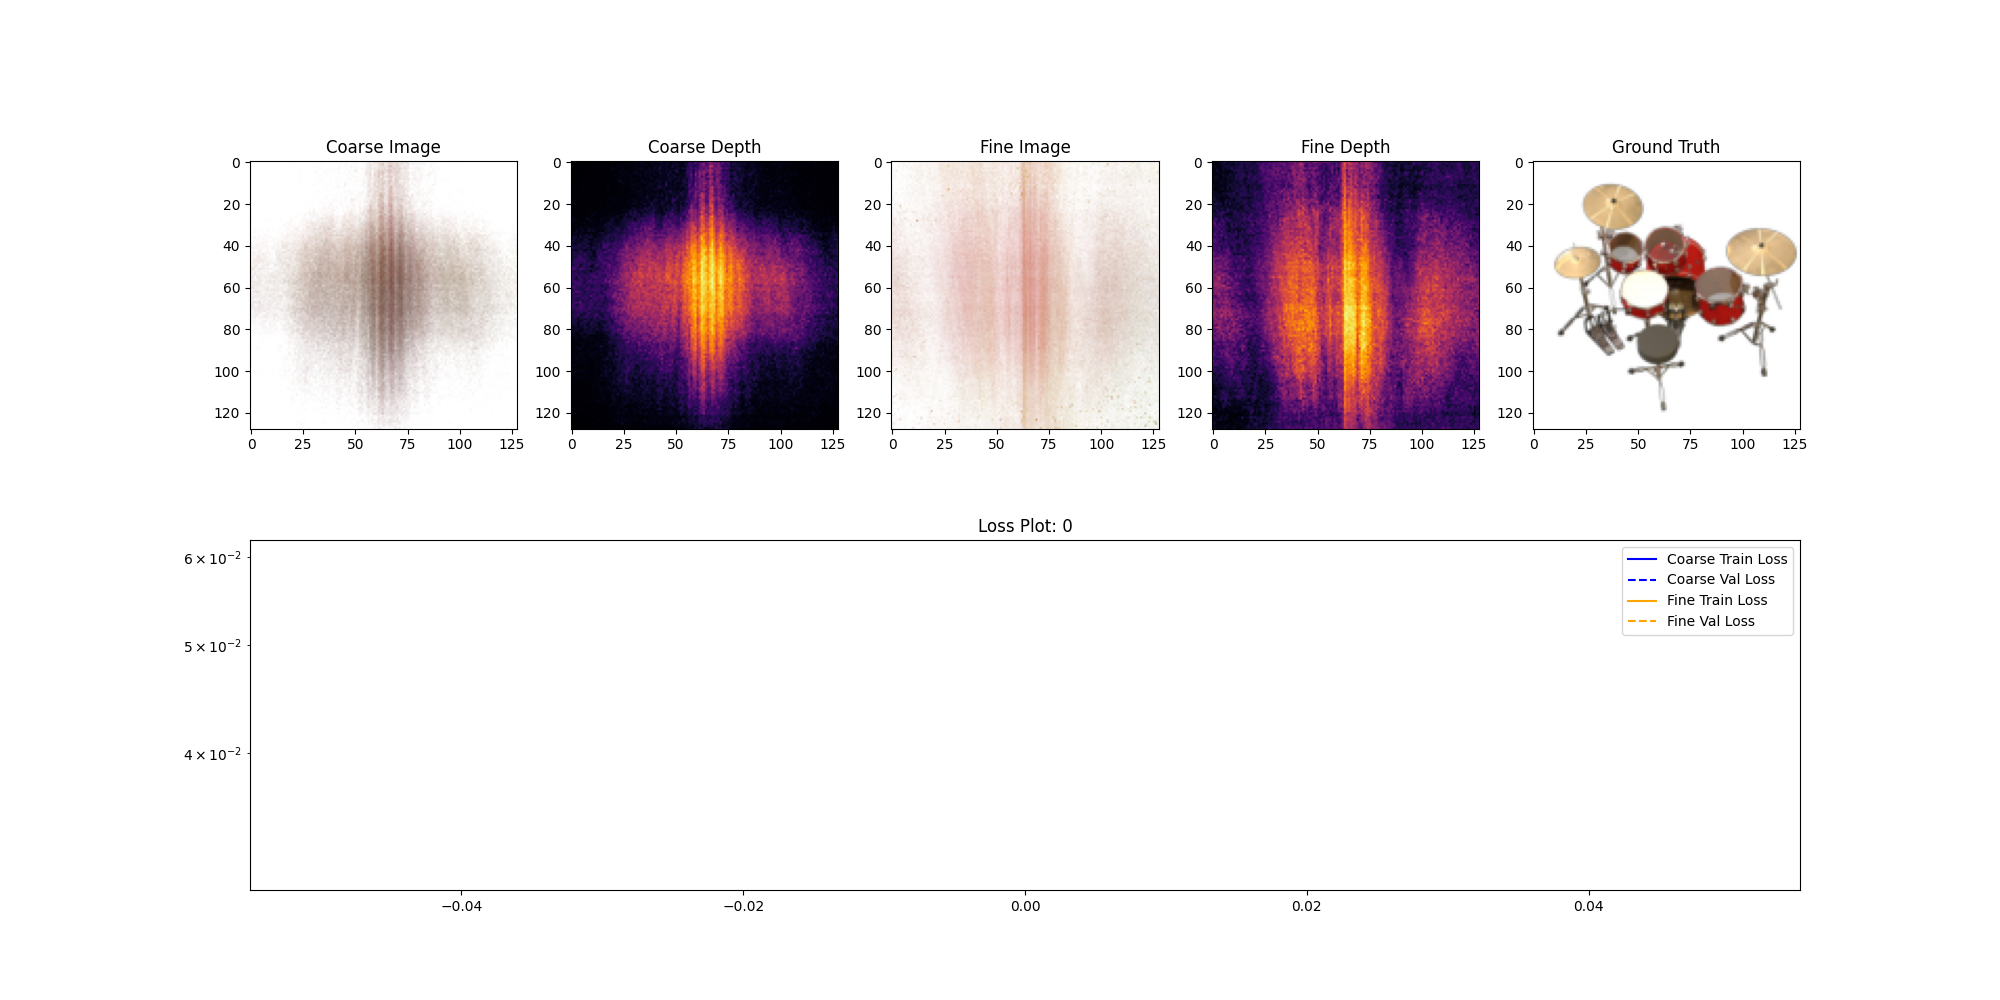 Coarse Image
Coarse Depth
Fine Image
Fine Depth
Ground Truth
0
20
40
60
80
100
120
0 25 50 75 100 125
0
20
40
60
80
100
120
0 25 50 75 100 125
0
20
40
60
80
100
120
0 25 50 75 100 125
0
20
40
60
80
100
120
0 25 50 75 100 125
0
20
40
60
80
100
120
0 25 50 75 100 125
Loss Plot: 0
6 × 10⁻²
5 × 10⁻²
4 × 10⁻²
Coarse Train Loss
Coarse Val Loss
Fine Train Loss
Fine Val Loss
−0.04 −0.02 0.00 0.02 0.04